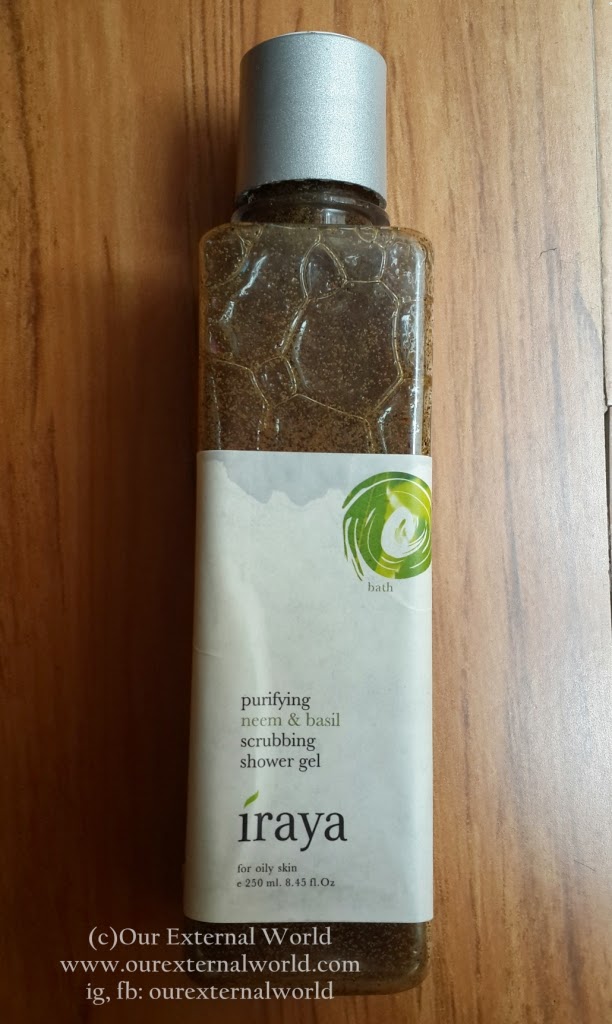 bath
purifying
neem & basil
scrubbing
shower gel
iraya
for oily skin
e 250 ml. 8.45 fl.Oz
(c)Our External World
www.ourexternalworld.com
ig, fb: ourexternalworld